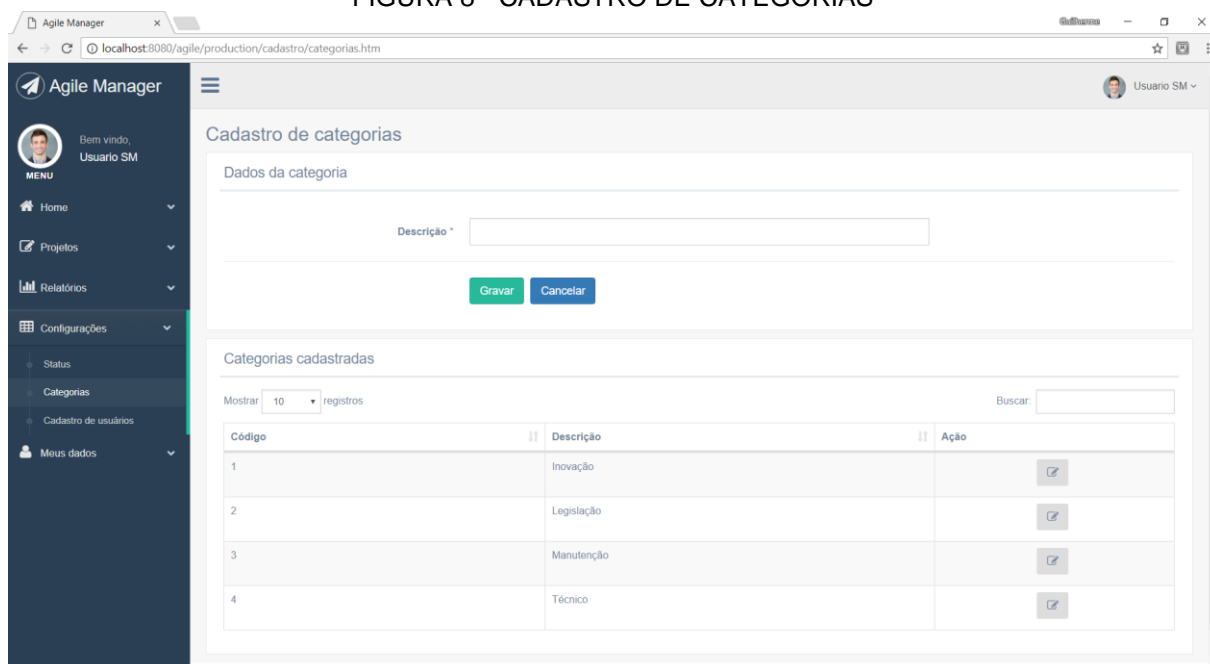 FIGURA 8 - CADASTRO DE CATEGORIAS
Agile Manager
Guilherme
localhost:8080/agile/production/cadastro/categorias.htm
Agile Manager
Usuario SM
Bem vindo,
Usuario SM
MENU
Home
Projetos
Relatórios
Configurações
Status
Categorias
Cadastro de usuários
Meus dados
Cadastro de categorias
Dados da categoria
Descrição *
Gravar Cancelar
Categorias cadastradas
Mostrar 10 registros Buscar:
Código Descrição Ação
1 Inovação
2 Legislação
3 Manutenção
4 Técnico